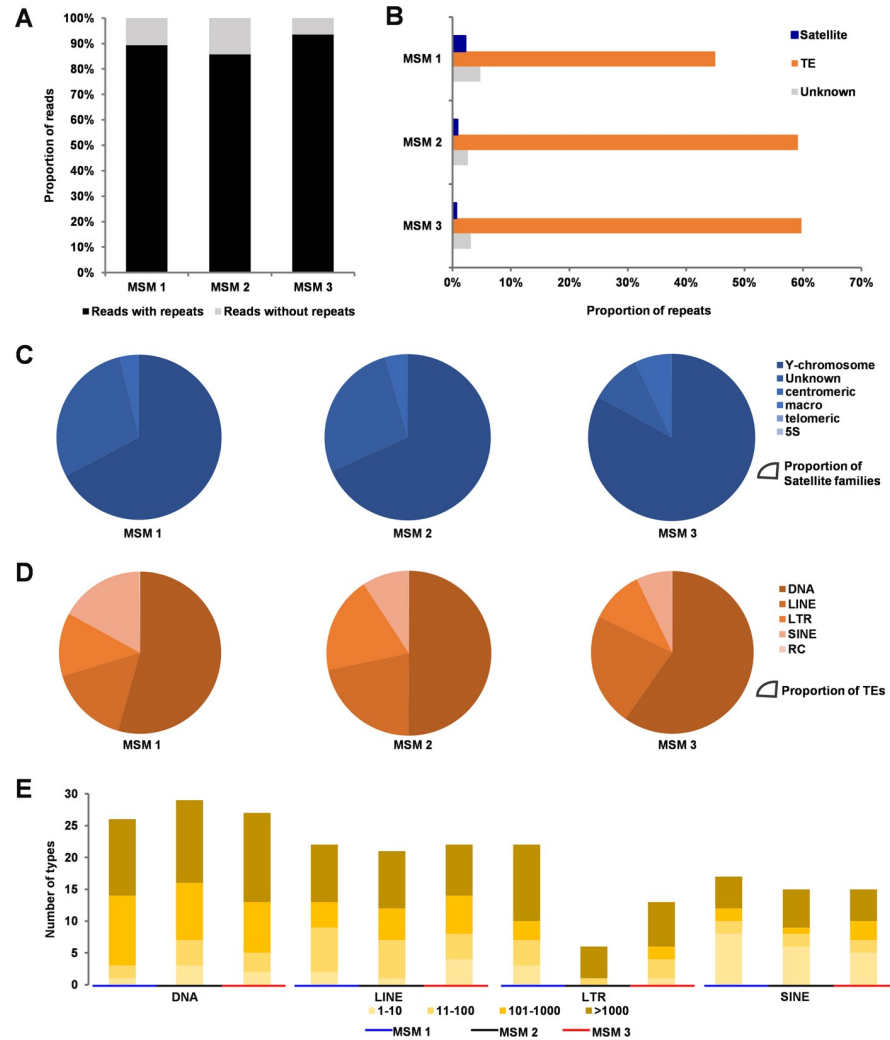 A
100%
90%
80%
70%
60%
50%
40%
30%
20%
10%
0%
Proportion of reads
MSM 1 MSM 2 MSM 3
Reads with repeats Reads without repeats
B
MSM 1
MSM 2
MSM 3
Satellite
TE
Unknown
0% 10% 20% 30% 40% 50% 60% 70%
Proportion of repeats
C
MSM 1 MSM 2 MSM 3
Y-chromosome
Unknown
centromeric
macro
telomeric
5S
Proportion of
Satellite families
D
MSM 1 MSM 2 MSM 3
DNA
LINE
LTR
SINE
RC
Proportion of TEs
E
30
25
20
15
10
5
0
Number of types
DNA LINE LTR SINE
1-10 11-100 101-1000 >1000
MSM 1 MSM 2 MSM 3